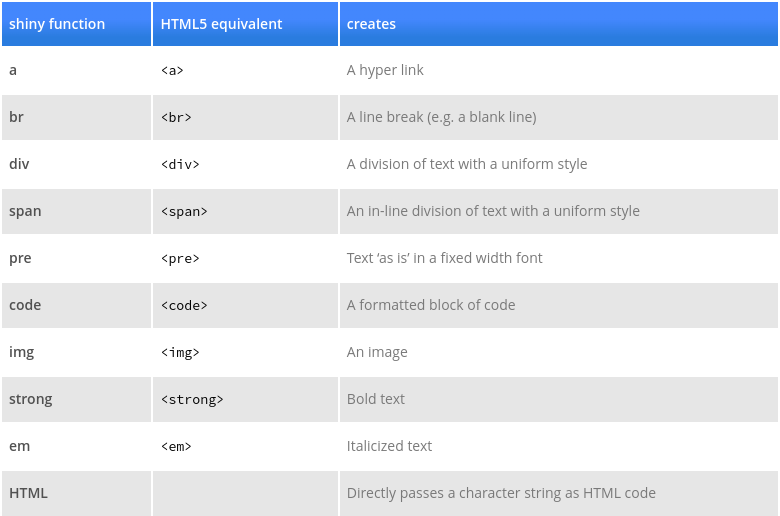 shiny function HTML5 equivalent creates
a <a> A hyper link
br <br> A line break (e.g. a blank line)
div <div> A division of text with a uniform style
span <span> An in-line division of text with a uniform style
pre <pre> Text ‘as is’ in a fixed width font
code <code> A formatted block of code
img <img> An image
strong <strong> Bold text
em <em> Italicized text
HTML Directly passes a character string as HTML code